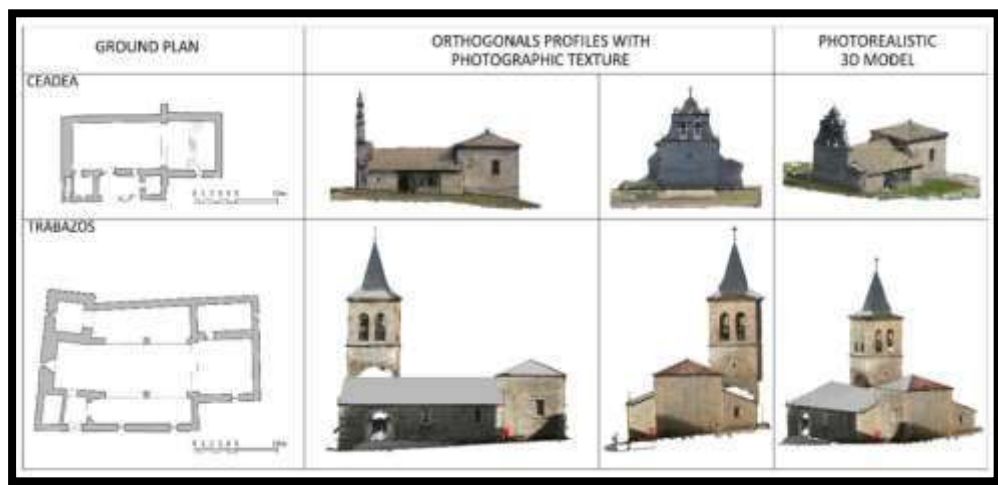 GROUND PLAN
ORTHOGONALS PROFILES WITH
PHOTOGRAPHIC TEXTURE
PHOTOREALISTIC
3D MODEL
CEADEA
TRABAZOS